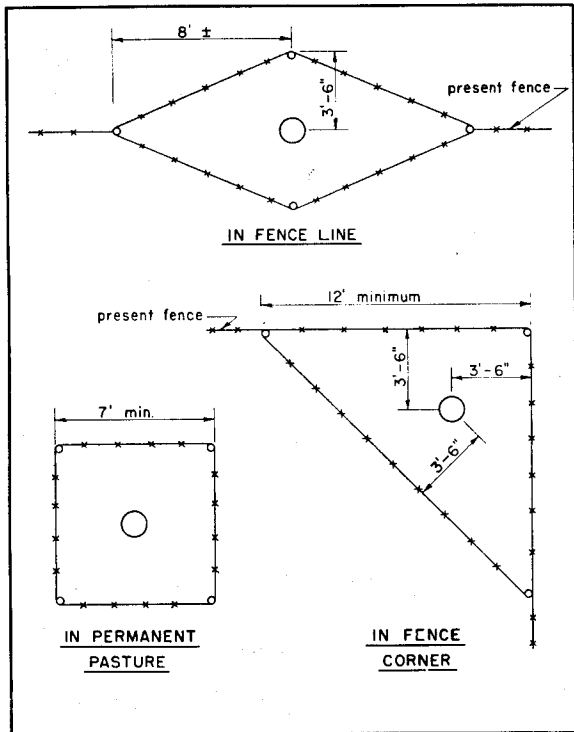 8' ±
3'-6"
present fence
IN FENCE LINE
12' minimum
present fence
3'-6"
3'-6"
3'-6"
7' min.
IN PERMANENT
PASTURE
IN FENCE
CORNER